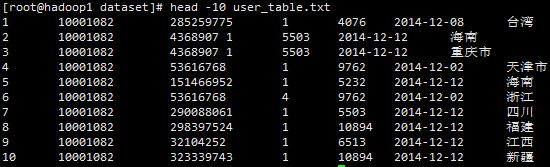 [root@hadoop1 dataset]# head -10 user_table.txt
1 10001082 285259775 1 4076 2014-12-08 台湾
2 10001082 4368907 1 5503 2014-12-12 海南
3 10001082 4368907 1 5503 2014-12-12 重庆市
4 10001082 53616768 1 9762 2014-12-02 天津市
5 10001082 151466952 1 5232 2014-12-12 海南
6 10001082 53616768 4 9762 2014-12-02 浙江
7 10001082 290088061 1 5503 2014-12-12 四川
8 10001082 298397524 1 10894 2014-12-12 福建
9 10001082 32104252 1 6513 2014-12-12 江西
10 10001082 323339743 1 10894 2014-12-12 新疆